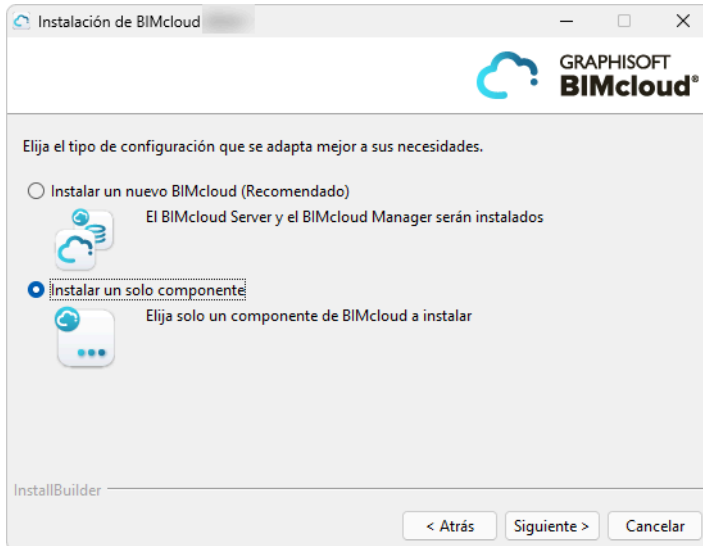 Instalación de BIMcloud
GRAPHISOFT
BIMcloud®
Elija el tipo de configuración que se adapta mejor a sus necesidades.
Instalar un nuevo BIMcloud (Recomendado)
El BIMcloud Server y el BIMcloud Manager serán instalados
Instalar un solo componente
Elija solo un componente de BIMcloud a instalar
InstallBuilder
< Atrás
Siguiente >
Cancelar